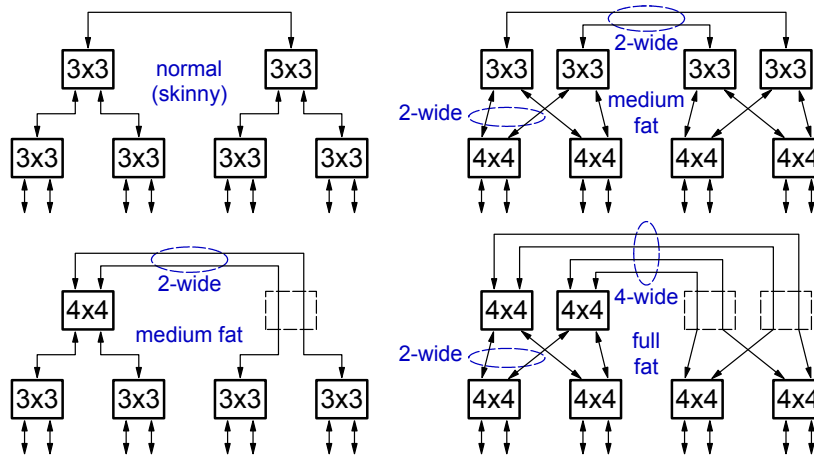 3x3
3x3
normal
(skinny)
3x3
3x3
3x3
3x3
2-wide
3x3
3x3
3x3
3x3
2-wide
medium
fat
4x4
4x4
4x4
4x4
2-wide
4x4
medium fat
3x3
3x3
3x3
3x3
4-wide
4x4
4x4
2-wide
full
fat
4x4
4x4
4x4
4x4